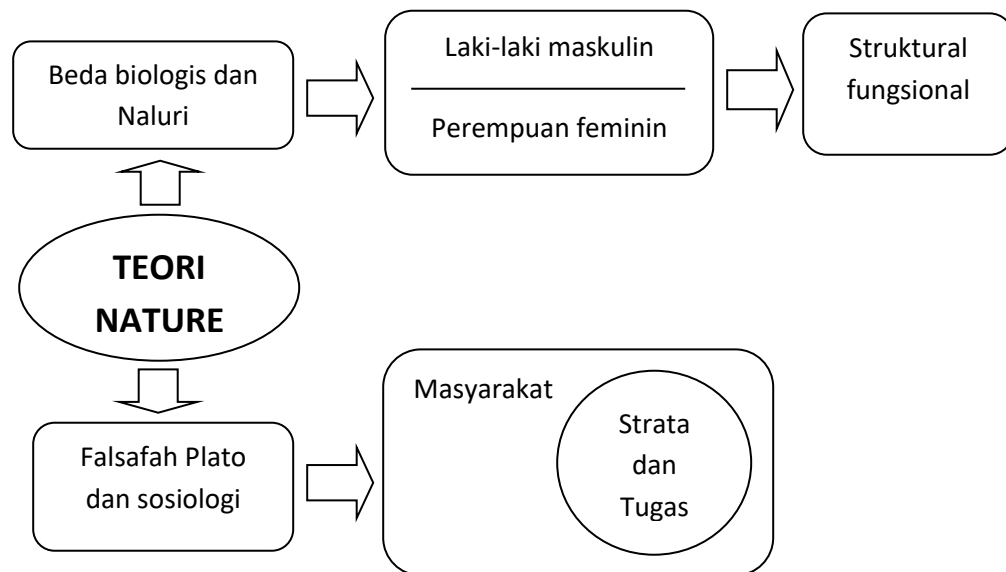 Beda biologis dan
Naluri
Laki-laki maskulin
Perempuan feminin
Struktural
fungsional
TEORI
NATURE
Falsafah Plato
dan sosiologi
Masyarakat
Strata
dan
Tugas